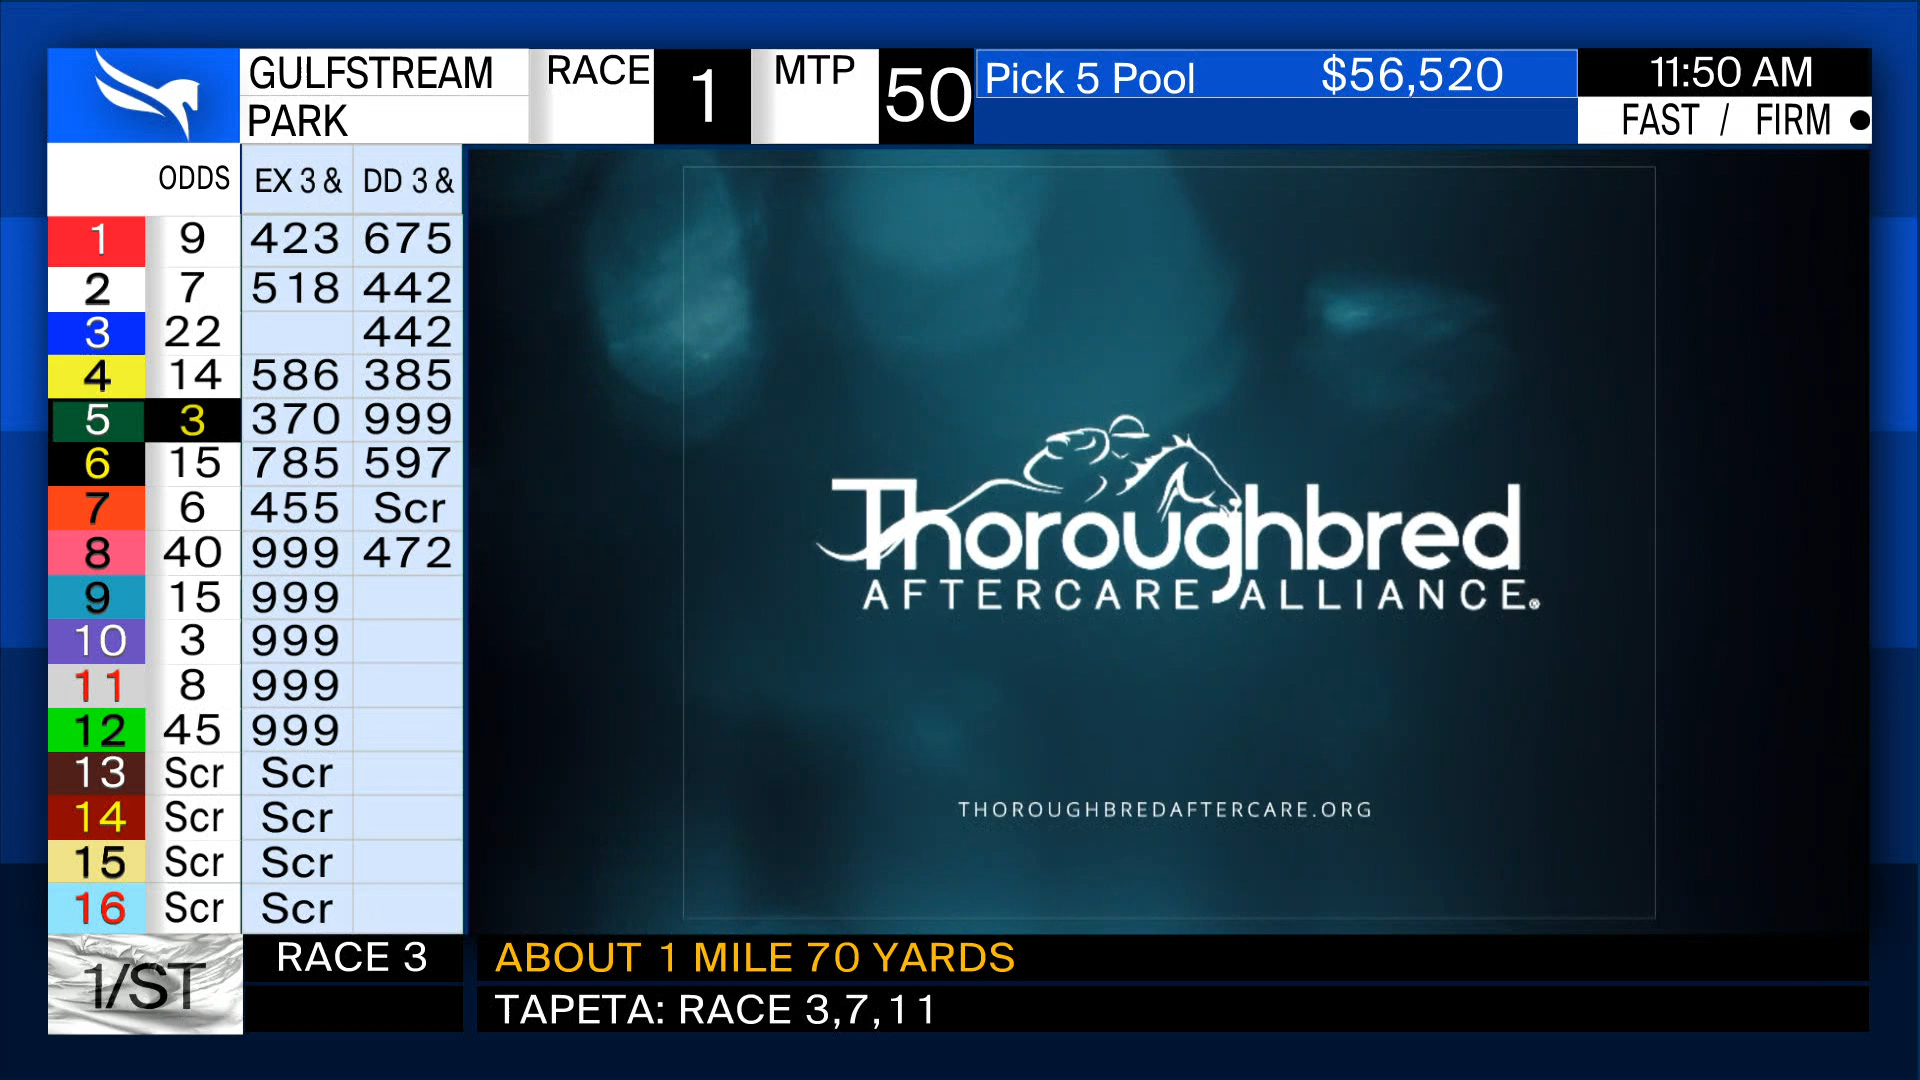 GULFSTREAM PARK RACE 1 MTP 50 Pick 5 Pool $56,520 11:50 AM
FAST / FIRM
ODDS EX 3 & DD 3 &
1 9 423 675
2 7 518 442
3 22 442
4 14 586 385
5 3 370 999
6 15 785 597
7 6 455 Scr
8 40 999 472
9 15 999
10 3 999
11 8 999
12 45 999
13 Scr Scr
14 Scr Scr
15 Scr Scr
16 Scr Scr
Thoroughbred
AFTERCARE ALLIANCE®
THOROUGHBREDAFTERCARE.ORG
1/ST
RACE 3 ABOUT 1 MILE 70 YARDS
TAPETA: RACE 3,7,11